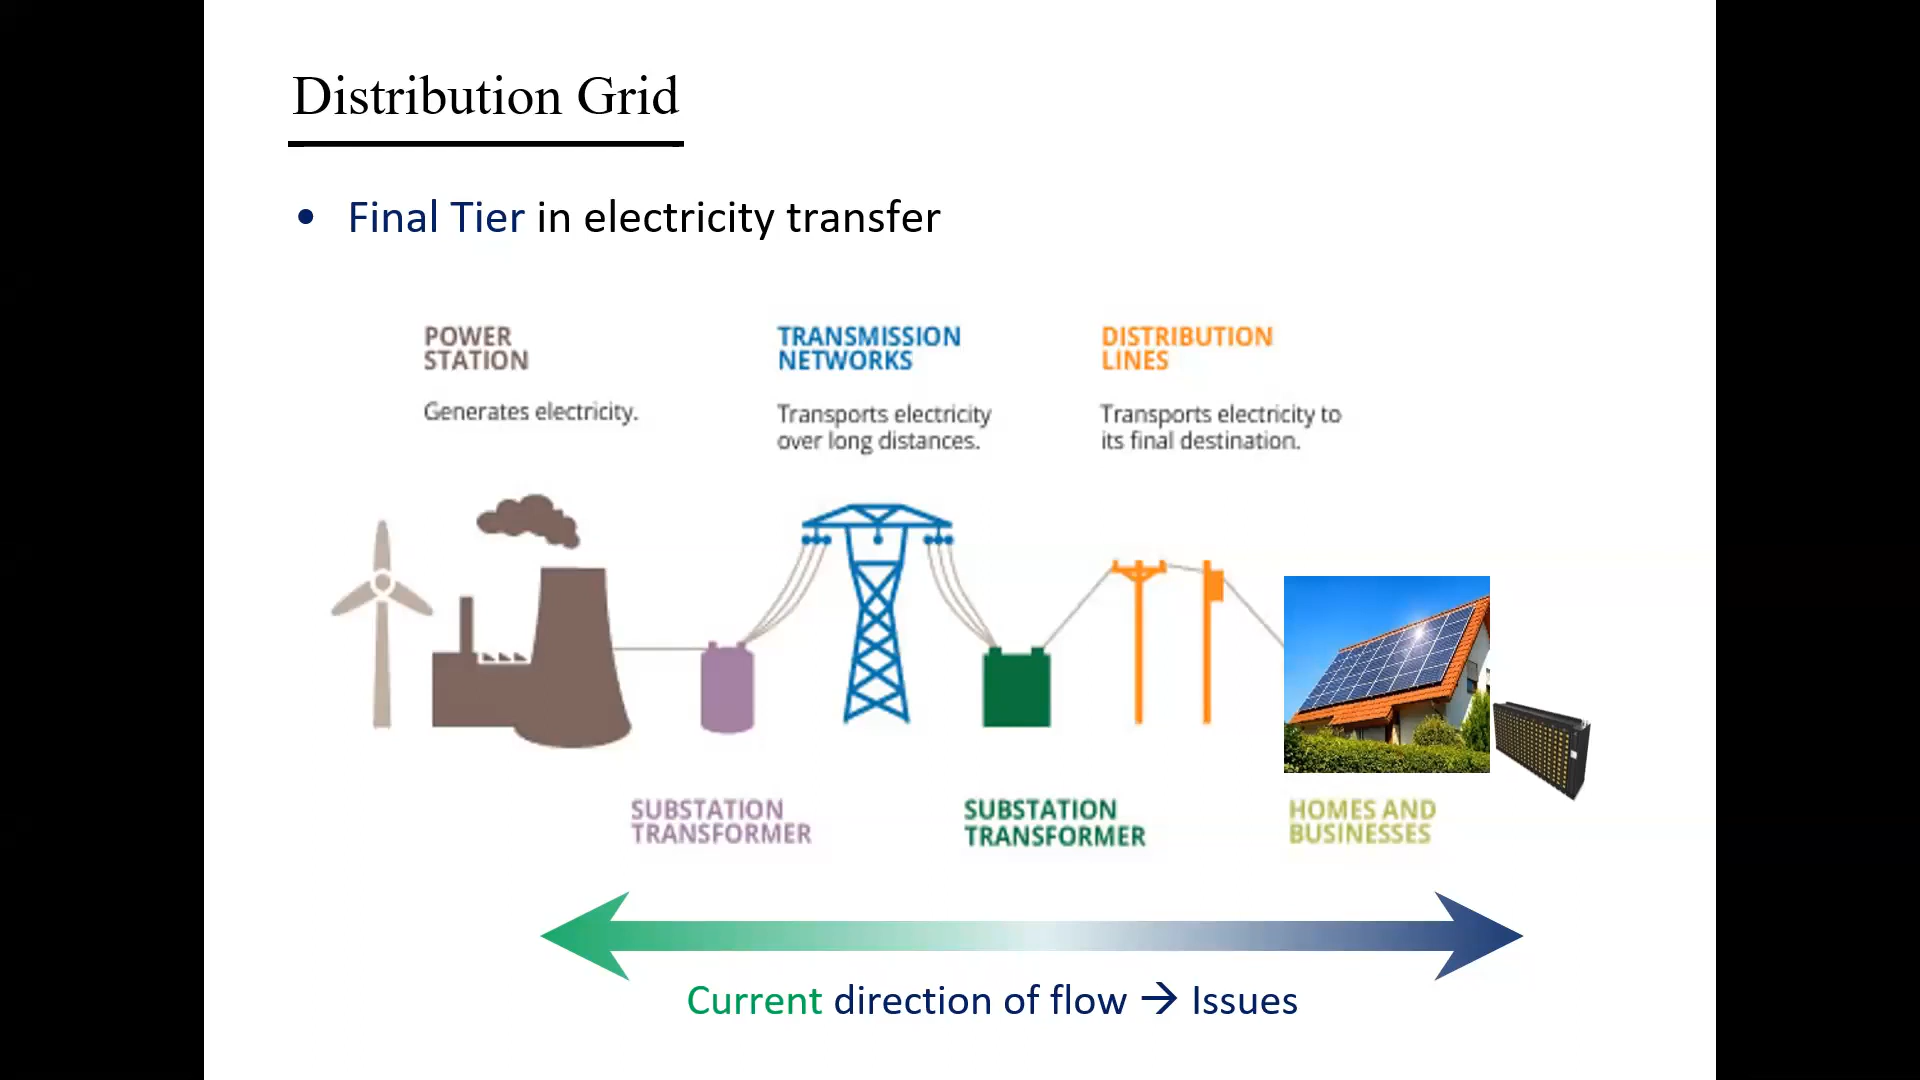 Distribution Grid
• Final Tier in electricity transfer
POWER
STATION
Generates electricity.
TRANSMISSION
NETWORKS
Transports electricity
over long distances.
DISTRIBUTION
LINES
Transports electricity to
its final destination.
SUBSTATION
TRANSFORMER
SUBSTATION
TRANSFORMER
HOMES AND
BUSINESSES
Current direction of flow → Issues